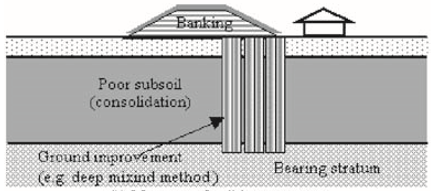 Banking
Poor subsoil
(consolidation)
Ground improvement
(e.g. deep mixind method)
Bearing stratum